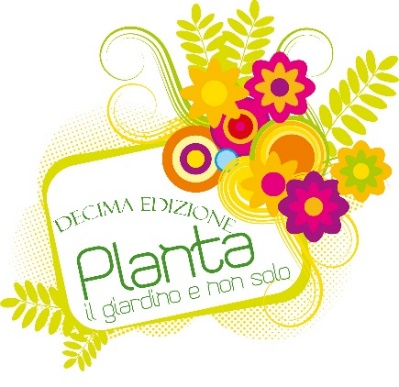 DECIMA EDIZIONE
Planta
il giardino e non solo